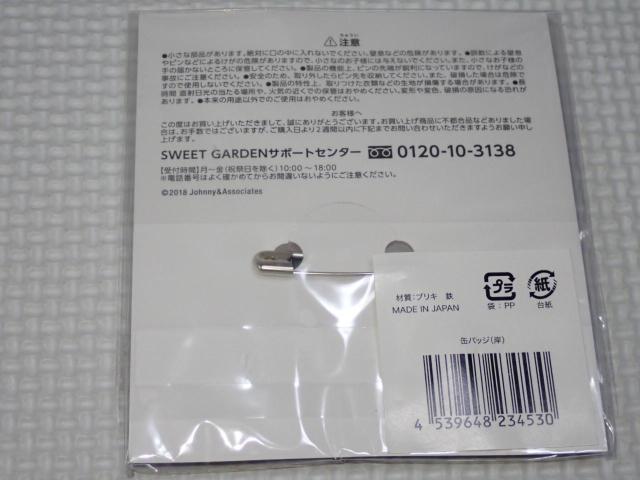 ちゅうい
⚠注意
●小さな部品があります。絶対に口の中に入れないでください。窒息などの危険があります。●誤飲による窒息
やピンなどによるけがの危険がありますので、小さなお子様には与えないでください。また、小さなお子様の
手の届かないところに保管してください。●製品の機能上、ピンの先端が鋭利になっていますので、けがなどの
事故にご注意ください。●安全のため、取り外したらピン先を収納してください。また、破損した場合は危険で
すので使用しないでください。●製品の特性上、取りつけた衣類などの生地が損傷する場合があります。●長
時間 直射日光の当たる場所や、火気の近くでの保管はおやめください。変形や変色、破損の原因になる恐れが
あります。●本来の用途以外でのご使用はおやめください。
お客様へ
この度はお買い上げいただきまして、誠にありがとうございます。お買い上げ商品に不都合品などありました場
合は、お手数ではございますが、ご購入日より2週間以内に下記までお問い合わせいただきますようお願い申し
上げます。
SWEET GARDENサポートセンター 0120-10-3138
【受付時間】月〜金(祝祭日を除く)10:00〜18:00
※電話番号はよく確かめてからお間違いないようにご注意ください。
©2018 Johnny&Associates
材質:ブリキ 鉄
MADE IN JAPAN
プラ
袋:PP
紙
台紙
缶バッジ(岸)
4 539648 234530